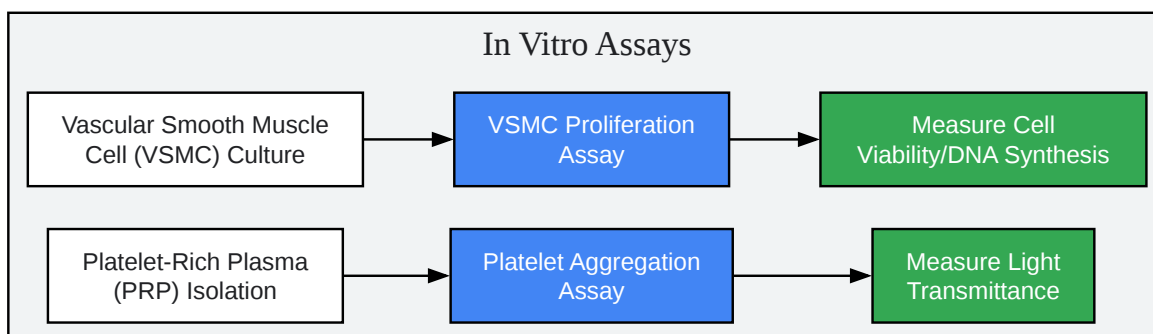 In Vitro Assays
Vascular Smooth Muscle
Cell (VSMC) Culture
VSMC Proliferation
Assay
Measure Cell
Viability/DNA Synthesis
Platelet-Rich Plasma
(PRP) Isolation
Platelet Aggregation
Assay
Measure Light
Transmittance